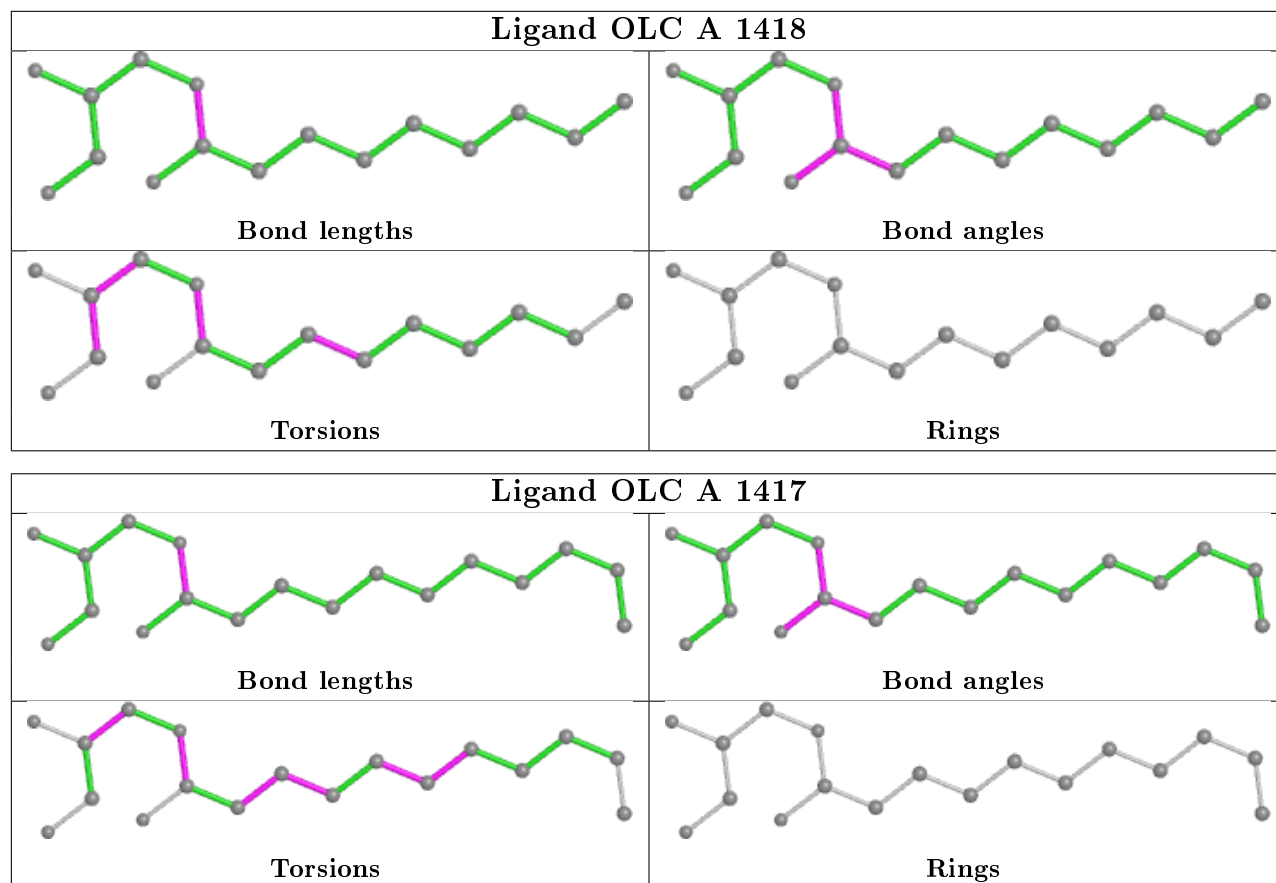 Ligand OLC A 1418
Bond lengths
Bond angles
Torsions
Rings
Ligand OLC A 1417
Bond lengths
Bond angles
Torsions
Rings